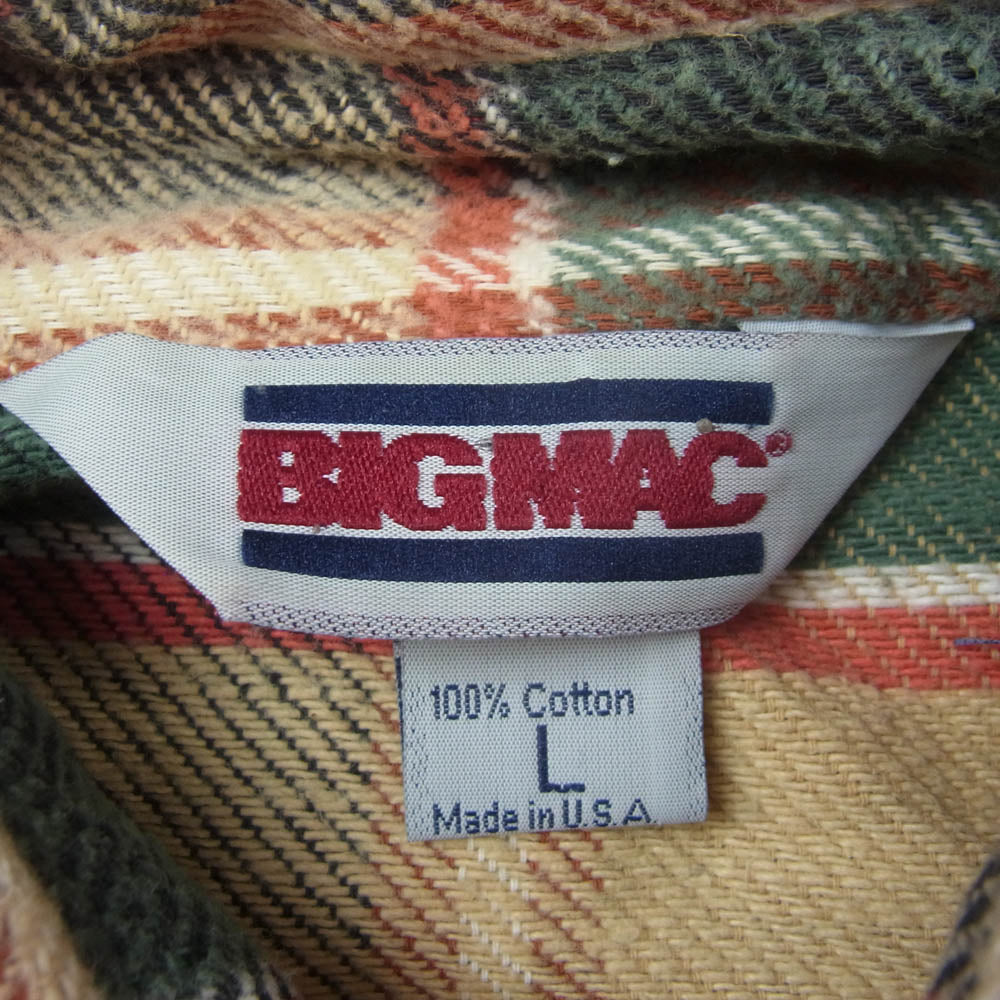 BIG MAC®
100% Cotton
L
Made in U.S.A.